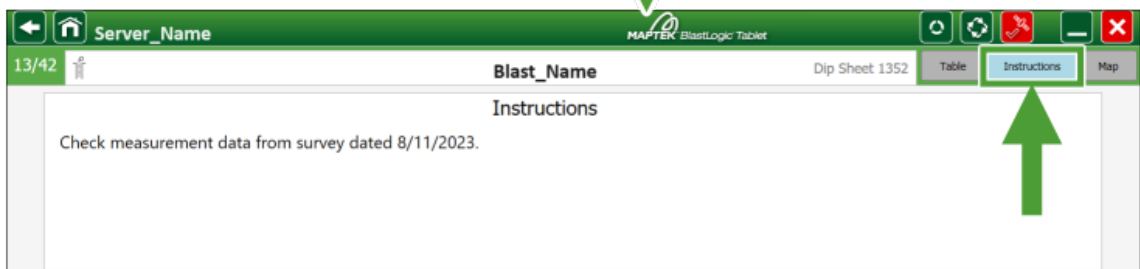 Server_Name
MAPTEK BlastLogic Tablet
13/42
Blast_Name
Dip Sheet 1352
Table
Instructions
Map
Instructions
Check measurement data from survey dated 8/11/2023.